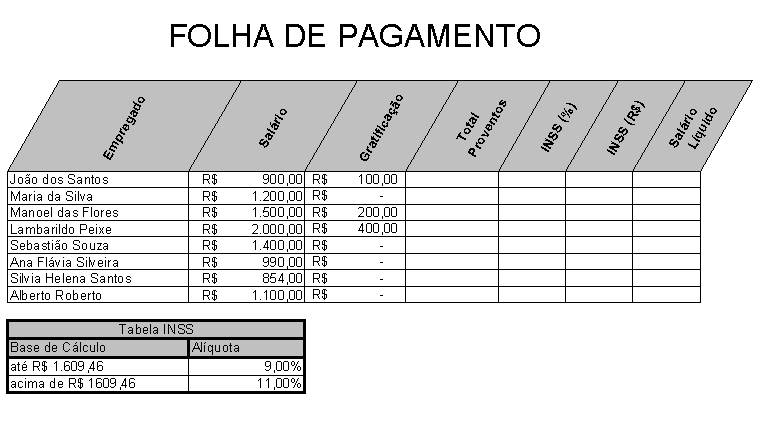 FOLHA DE PAGAMENTO
Empregado Salário Gratificação Total Proventos INSS (%) INSS (R$) Salário Líquido
João dos Santos R$ 900,00 R$ 100,00
Maria da Silva R$ 1.200,00 R$ -
Manoel das Flores R$ 1.500,00 R$ 200,00
Lambarildo Peixe R$ 2.000,00 R$ 400,00
Sebastião Souza R$ 1.400,00 R$ -
Ana Flávia Silveira R$ 990,00 R$ -
Silvia Helena Santos R$ 854,00 R$ -
Alberto Roberto R$ 1.100,00 R$ -
Tabela INSS
Base de Cálculo Alíquota
até R$ 1.609,46 9,00%
acima de R$ 1609,46 11,00%